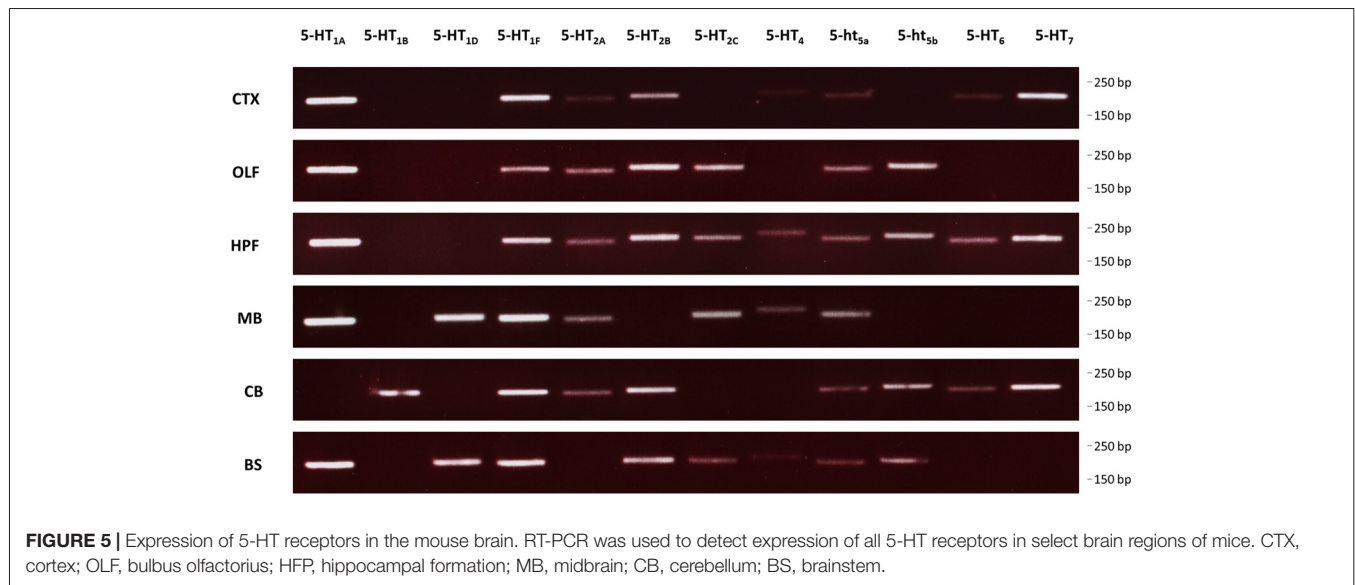 5-HT1A 5-HT1B 5-HT1D 5-HT1F 5-HT2A 5-HT2B 5-HT2C 5-HT4 5-ht5a 5-ht5b 5-HT6 5-HT7
CTX
250 bp
150 bp
OLF
250 bp
150 bp
HPF
250 bp
150 bp
MB
250 bp
150 bp
CB
250 bp
150 bp
BS
250 bp
150 bp
FIGURE 5 | Expression of 5-HT receptors in the mouse brain. RT-PCR was used to detect expression of all 5-HT receptors in select brain regions of mice. CTX,
cortex; OLF, bulbus olfactorius; HFP, hippocampal formation; MB, midbrain; CB, cerebellum; BS, brainstem.